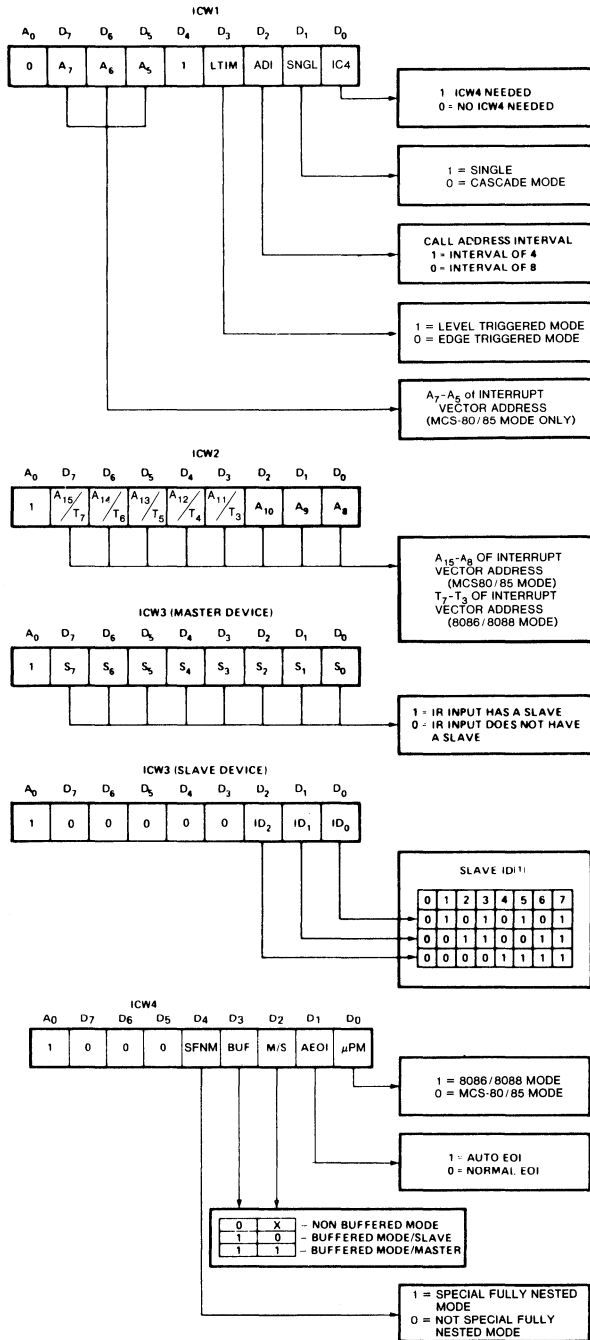 ICW1
A0 D7 D6 D5 D4 D3 D2 D1 D0
0 A7 A6 A5 1 LTIM ADI SNGL IC4
1 ICW4 NEEDED
0 = NO ICW4 NEEDED
1 = SINGLE
0 = CASCADE MODE
CALL ADDRESS INTERVAL
1 = INTERVAL OF 4
0 = INTERVAL OF 8
1 = LEVEL TRIGGERED MODE
0 = EDGE TRIGGERED MODE
A7-A5 of INTERRUPT
VECTOR ADDRESS
(MCS-80/85 MODE ONLY)
ICW2
A0 D7 D6 D5 D4 D3 D2 D1 D0
1 A15/T7 A14/T6 A13/T5 A12/T4 A11/T3 A10 A9 A8
A15-A8 OF INTERRUPT
VECTOR ADDRESS
(MCS80/85 MODE)
T7-T3 OF INTERRUPT
VECTOR ADDRESS
(8086/8088 MODE)
ICW3 (MASTER DEVICE)
A0 D7 D6 D5 D4 D3 D2 D1 D0
1 S7 S6 S5 S4 S3 S2 S1 S0
1 = IR INPUT HAS A SLAVE
0 = IR INPUT DOES NOT HAVE
A SLAVE
ICW3 (SLAVE DEVICE)
A0 D7 D6 D5 D4 D3 D2 D1 D0
1 0 0 0 0 0 ID2 ID1 ID0
SLAVE ID(1)
0 1 2 3 4 5 6 7
0 1 0 1 0 1 0 1
0 0 1 1 0 0 1 1
0 0 0 0 1 1 1 1
ICW4
A0 D7 D6 D5 D4 D3 D2 D1 D0
1 0 0 0 SFNM BUF M/S AEOI µPM
1 = 8086/8088 MODE
0 = MCS-80/85 MODE
1 = AUTO EOI
0 = NORMAL EOI
0 X – NON BUFFERED MODE
1 0 – BUFFERED MODE/SLAVE
1 1 – BUFFERED MODE/MASTER
1 = SPECIAL FULLY NESTED
MODE
0 = NOT SPECIAL FULLY
NESTED MODE